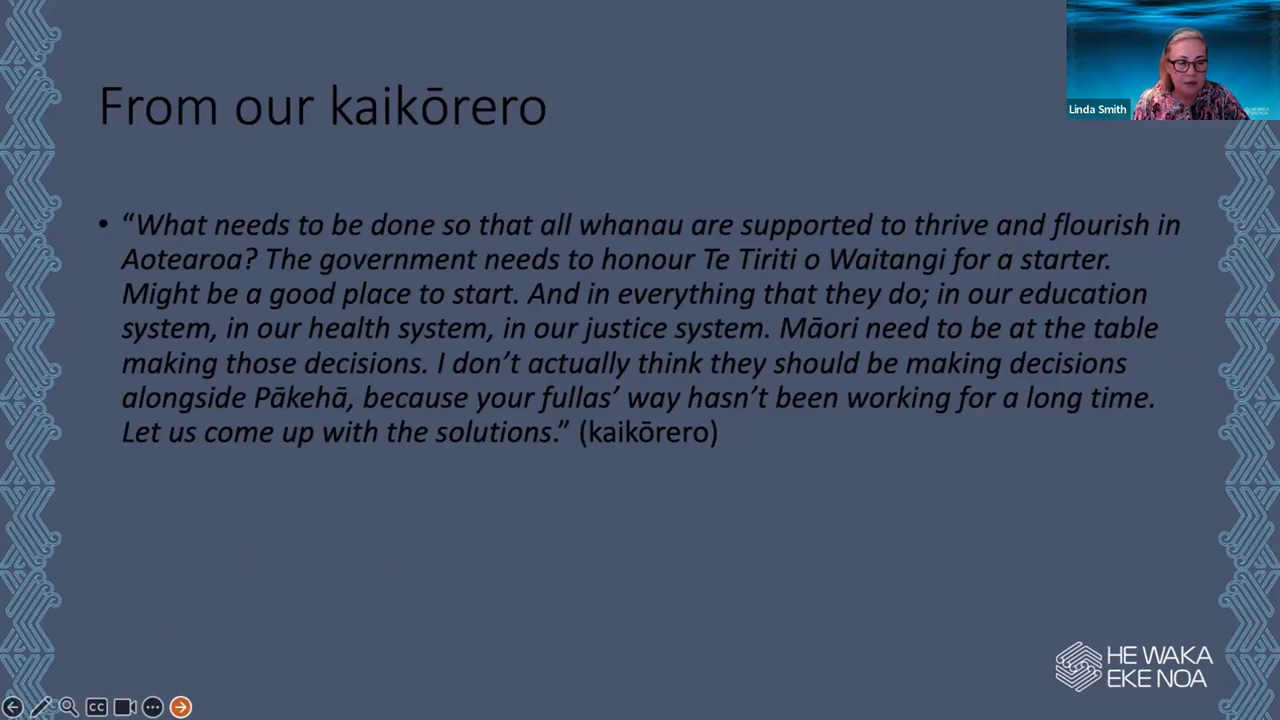 Linda Smith
From our kaikōrero
• “What needs to be done so that all whanau are supported to thrive and flourish in
Aotearoa? The government needs to honour Te Tiriti o Waitangi for a starter.
Might be a good place to start. And in everything that they do; in our education
system, in our health system, in our justice system. Māori need to be at the table
making those decisions. I don’t actually think they should be making decisions
alongside Pākehā, because your fullas’ way hasn’t been working for a long time.
Let us come up with the solutions.” (kaikōrero)
HE WAKA
EKE NOA
CC